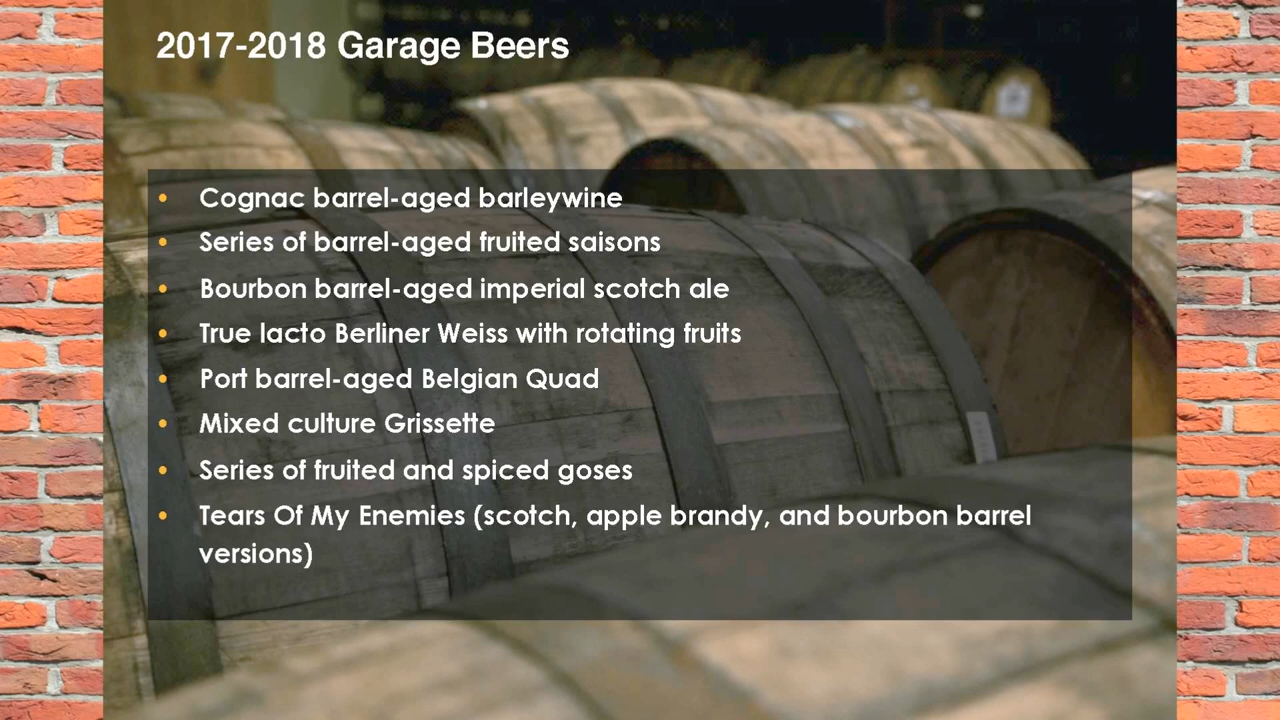 2017-2018 Garage Beers
• Cognac barrel-aged barleywine
• Series of barrel-aged fruited saisons
• Bourbon barrel-aged imperial scotch ale
• True lacto Berliner Weiss with rotating fruits
• Port barrel-aged Belgian Quad
• Mixed culture Grissette
• Series of fruited and spiced goses
• Tears Of My Enemies (scotch, apple brandy, and bourbon barrel
versions)